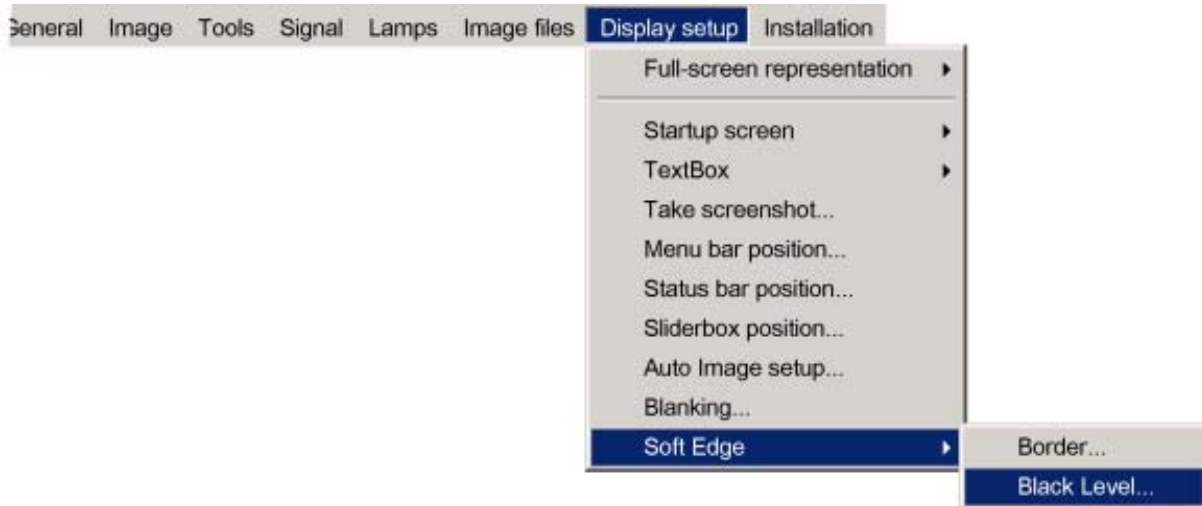 General Image Tools Signal Lamps Image files Display setup Installation
Full-screen representation
Startup screen
TextBox
Take screenshot...
Menu bar position...
Status bar position...
Sliderbox position...
Auto Image setup...
Blanking...
Soft Edge
Border...
Black Level...